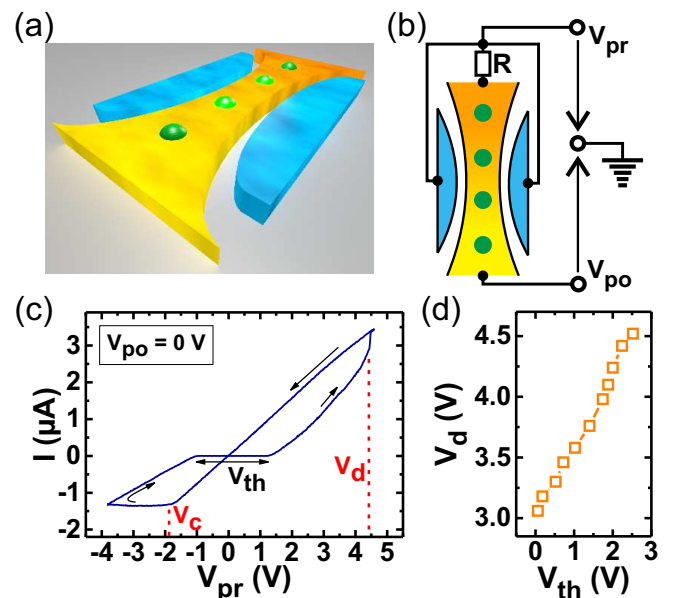 (a)
(b)
R
V_pr
V_po
(c)
V_po = 0 V
I (µA)
3
2
1
0
-1
-2
V_th
V_d
V_c
-4 -3 -2 -1 0 1 2 3 4 5
V_pr (V)
(d)
V_d (V)
4.5
4.0
3.5
3.0
0 1 2 3
V_th (V)